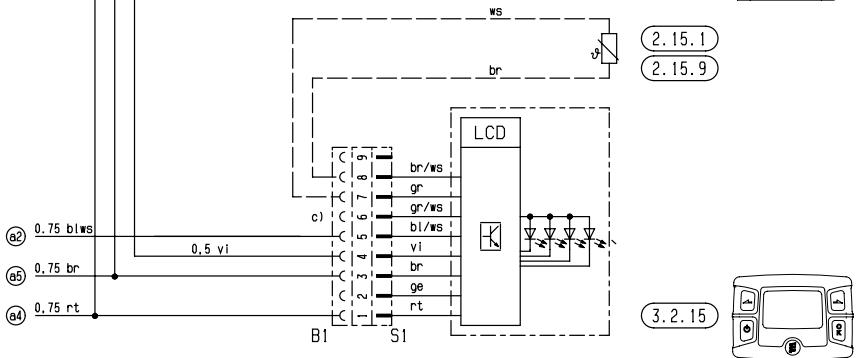 ws
ϑ
2.15.1
br
2.15.9
LCD
9
8 br/ws
7 gr
c) 6 gr/ws
a2 0.75 blws 5 bl/ws
0,5 vi 4 vi
a5 0,75 br 3 br
2 ge
a4 0,75 rt 1 rt
B1 S1
3.2.15
OK